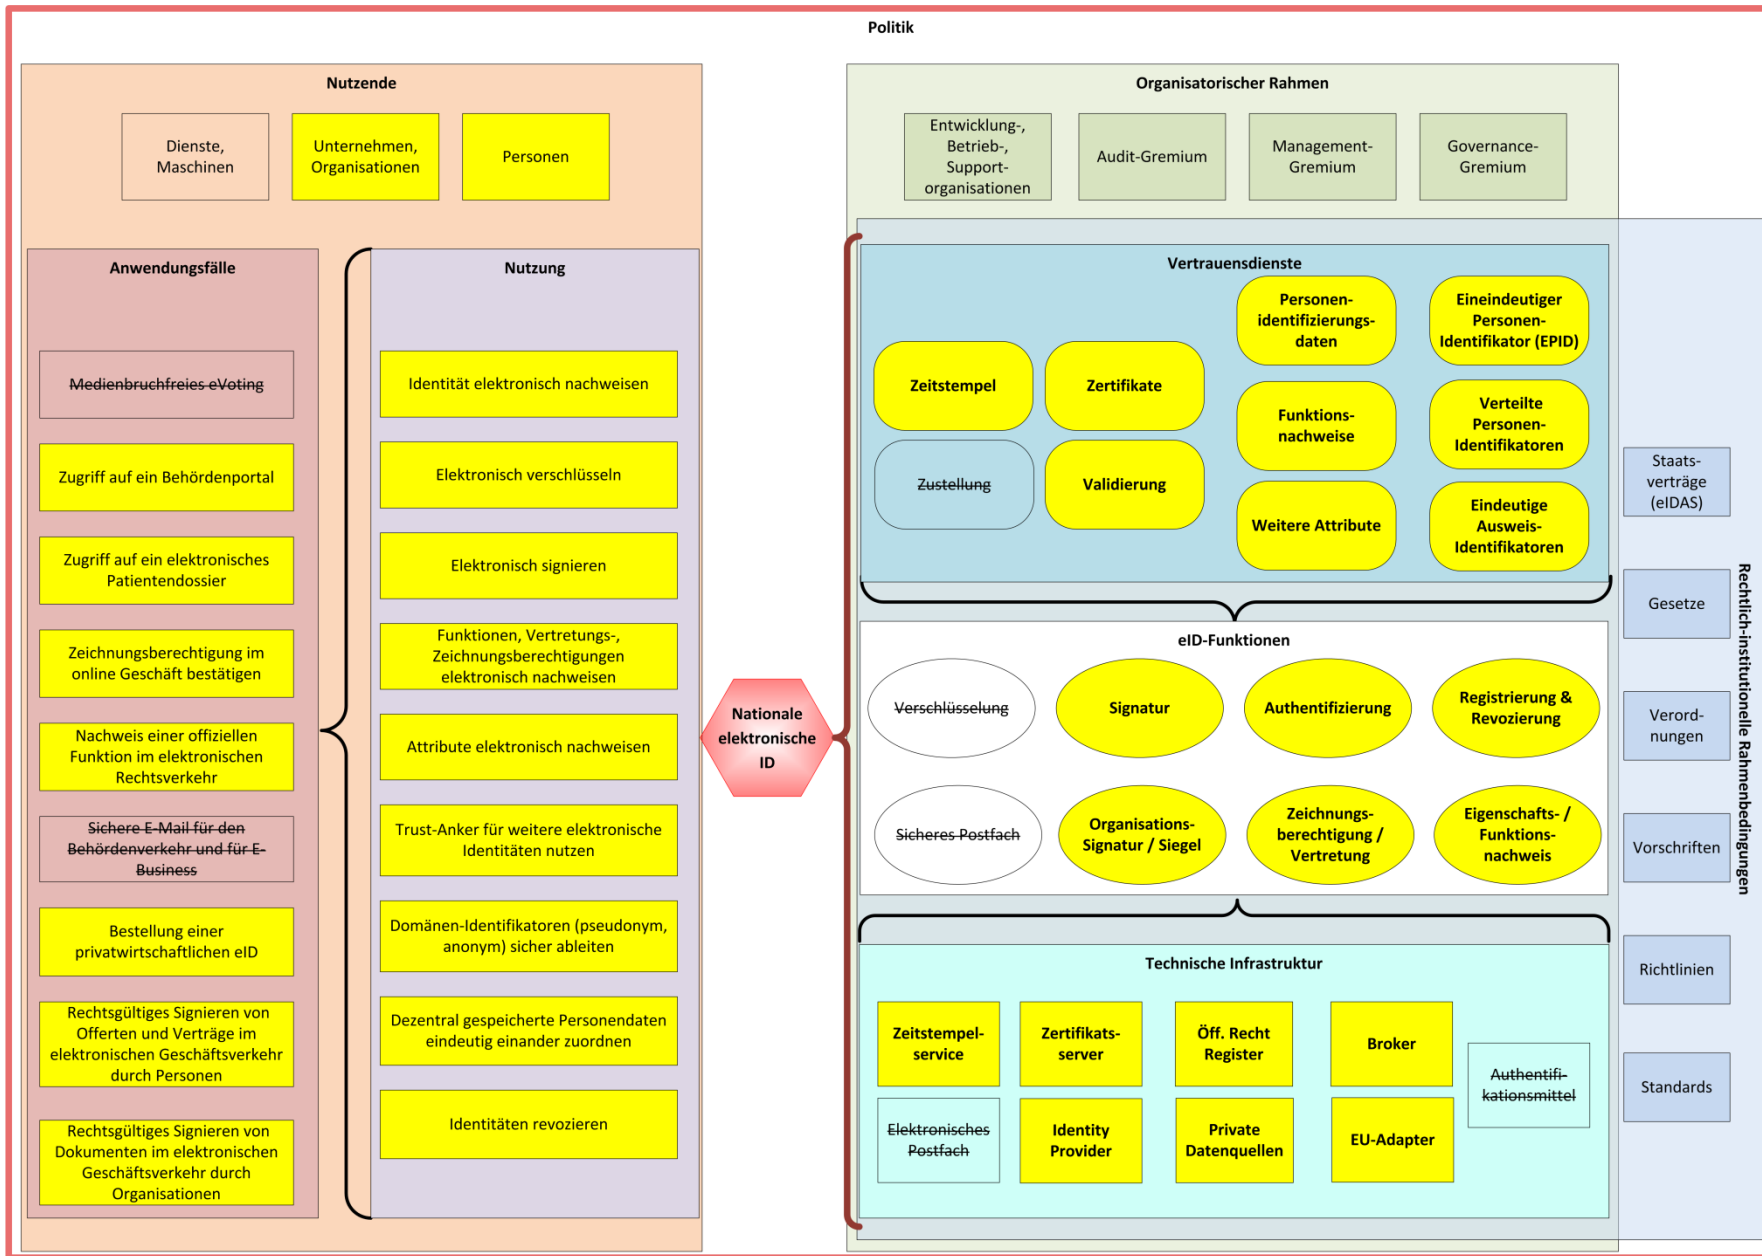 Politik
Nutzende
Dienste,
Maschinen
Unternehmen,
Organisationen
Personen
Anwendungsfälle
Medienbruchfreies eVoting
Zugriff auf ein Behördenportal
Zugriff auf ein elektronisches
Patientendossier
Zeichnungsberechtigung im
online Geschäft bestätigen
Nachweis einer offiziellen
Funktion im elektronischen
Rechtsverkehr
Sichere E-Mail für den
Behördenverkehr und für E-
Business
Bestellung einer
privatwirtschaftlichen eID
Rechtsgültiges Signieren von
Offerten und Verträge im
elektronischen Geschäftsverkehr
durch Personen
Rechtsgültiges Signieren von
Dokumenten im elektronischen
Geschäftsverkehr durch
Organisationen
Nutzung
Identität elektronisch nachweisen
Elektronisch verschlüsseln
Elektronisch signieren
Funktionen, Vertretungs-,
Zeichnungsberechtigungen
elektronisch nachweisen
Attribute elektronisch nachweisen
Trust-Anker für weitere elektronische
Identitäten nutzen
Domänen-Identifikatoren (pseudonym,
anonym) sicher ableiten
Dezentral gespeicherte Personendaten
eindeutig einander zuordnen
Identitäten revozieren
Nationale
elektronische
ID
Organisatorischer Rahmen
Entwicklung-,
Betrieb-,
Support-
organisationen
Audit-Gremium
Management-
Gremium
Governance-
Gremium
Vertrauensdienste
Zeitstempel
Zertifikate
Personen-
identifizierungs-
daten
Eineindeutiger
Personen-
Identifikator (EPID)
Zustellung
Validierung
Funktions-
nachweise
Verteilte
Personen-
Identifikatoren
Weitere Attribute
Eindeutige
Ausweis-
Identifikatoren
eID-Funktionen
Verschlüsselung
Signatur
Authentifizierung
Registrierung &
Revozierung
Sicheres Postfach
Organisations-
Signatur / Siegel
Zeichnungs-
berechtigung /
Vertretung
Eigenschafts- /
Funktions-
nachweis
Technische Infrastruktur
Zeitstempel-
service
Zertifikats-
server
Öff. Recht
Register
Broker
Authentifi-
kationsmittel
Elektronisches
Postfach
Identity
Provider
Private
Datenquellen
EU-Adapter
Staats-
verträge
(eIDAS)
Gesetze
Verord-
nungen
Vorschriften
Richtlinien
Standards
Rechtlich-institutionelle Rahmenbedingungen